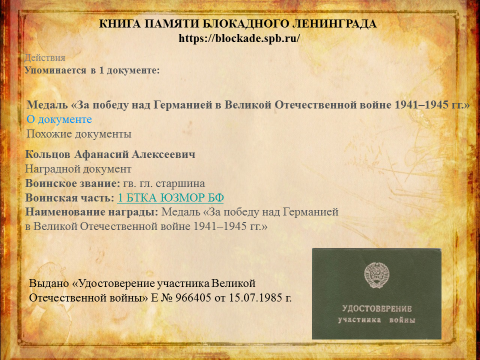 КНИГА ПАМЯТИ БЛОКАДНОГО ЛЕНИНГРАДА
https://blockade.spb.ru/
Действия
Упоминается в 1 документе:
Медаль «За победу над Германией в Великой Отечественной войне 1941–1945 гг.»
О документе
Похожие документы
Кольцов Афанасий Алексеевич
Наградной документ
Воинское звание: гв. гл. старшина
Воинская часть: 1 БТКА ЮЗМОР БФ
Наименование награды: Медаль «За победу над Германией
в Великой Отечественной войне 1941–1945 гг.»
Выдано «Удостоверение участника Великой
Отечественной войны» Е № 966405 от 15.07.1985 г.
УДОСТОВЕРЕНИЕ
участника войны